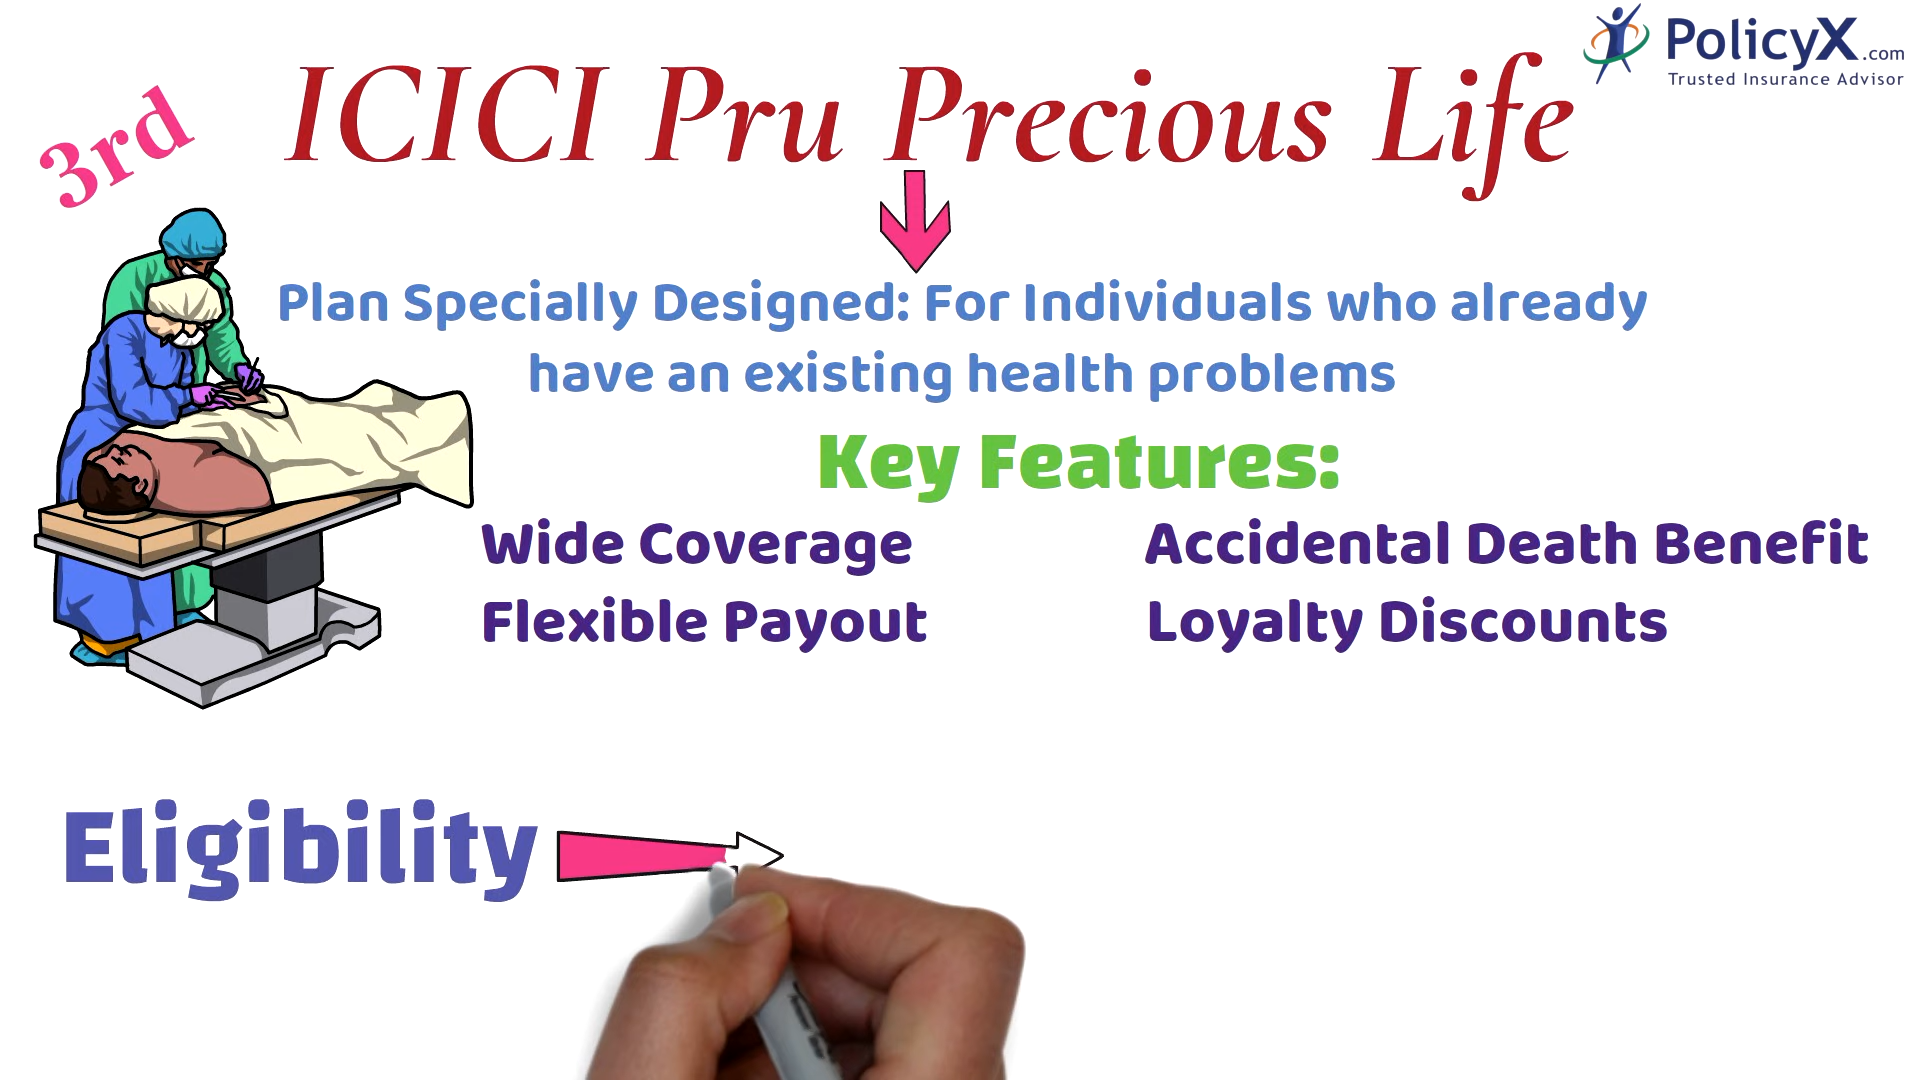 PolicyX.com
Trusted Insurance Advisor
3rd
ICICI Pru Precious Life
Plan Specially Designed: For Individuals who already
have an existing health problems
Key Features:
Wide Coverage
Accidental Death Benefit
Flexible Payout
Loyalty Discounts
Eligibility